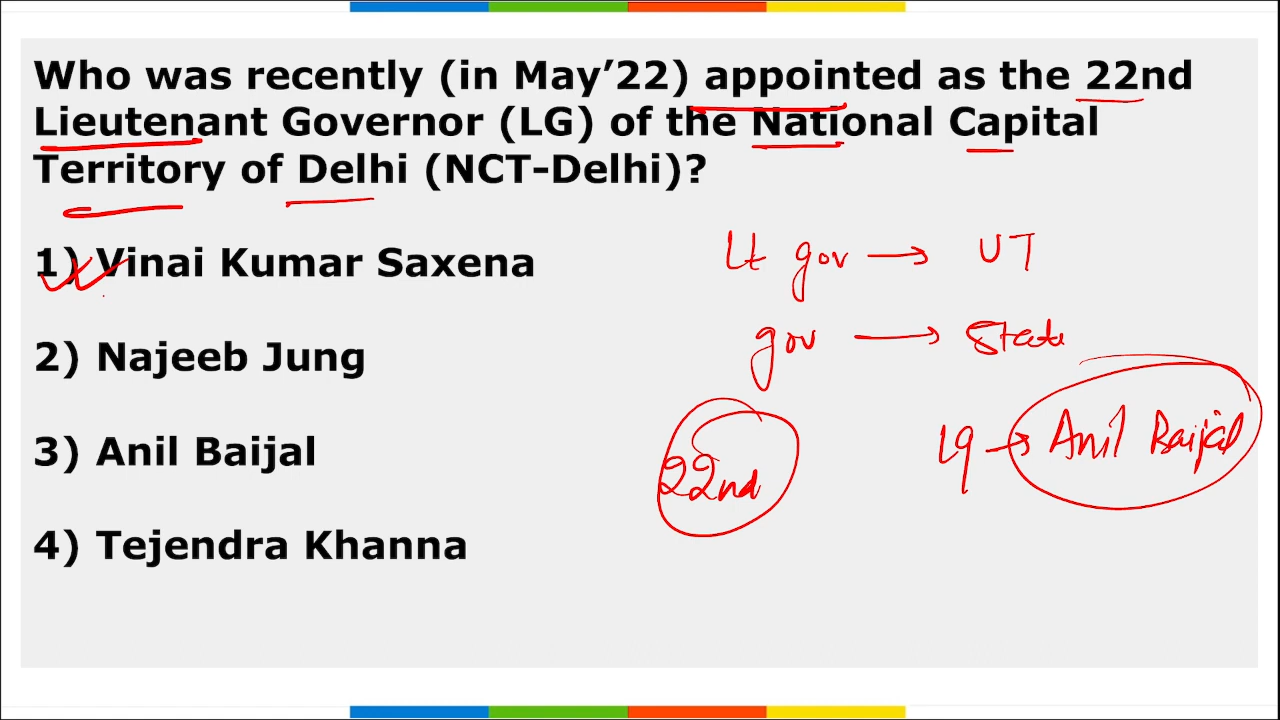 Who was recently (in May’22) appointed as the 22nd
Lieutenant Governor (LG) of the National Capital
Territory of Delhi (NCT-Delhi)?
1) Vinai Kumar Saxena
2) Najeeb Jung
3) Anil Baijal
4) Tejendra Khanna
Lt gov → UT
gov → State
22nd
19 → Anil Baijal